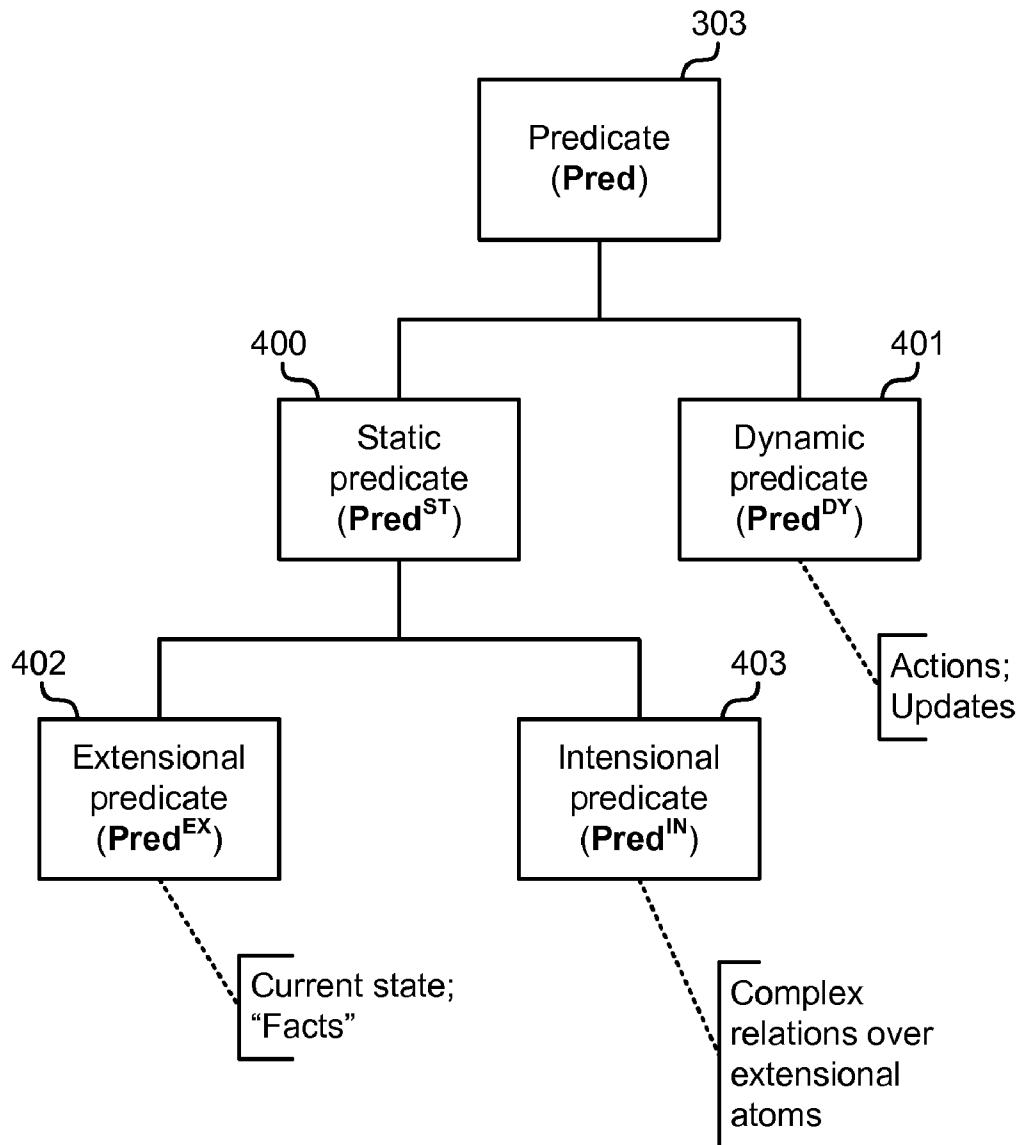 303
Predicate
(Pred)
400
401
Static
predicate
(Pred^ST)
Dynamic
predicate
(Pred^DY)
Actions;
Updates
402
403
Extensional
predicate
(Pred^EX)
Intensional
predicate
(Pred^IN)
Current state;
“Facts”
Complex
relations over
extensional
atoms